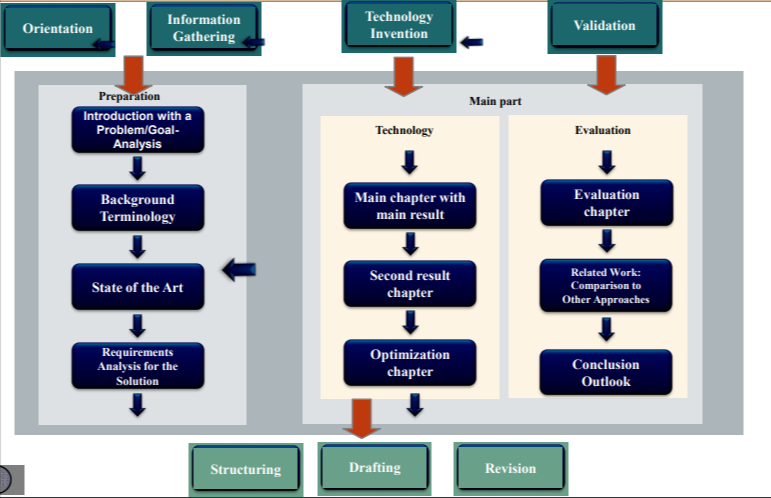 Orientation
Information
Gathering
Technology
Invention
Validation
Preparation
Introduction with a
Problem/Goal-
Analysis
Background
Terminology
State of the Art
Requirements
Analysis for the
Solution
Main part
Technology
Main chapter with
main result
Second result
chapter
Optimization
chapter
Evaluation
Evaluation
chapter
Related Work:
Comparison to
Other Approaches
Conclusion
Outlook
Structuring
Drafting
Revision